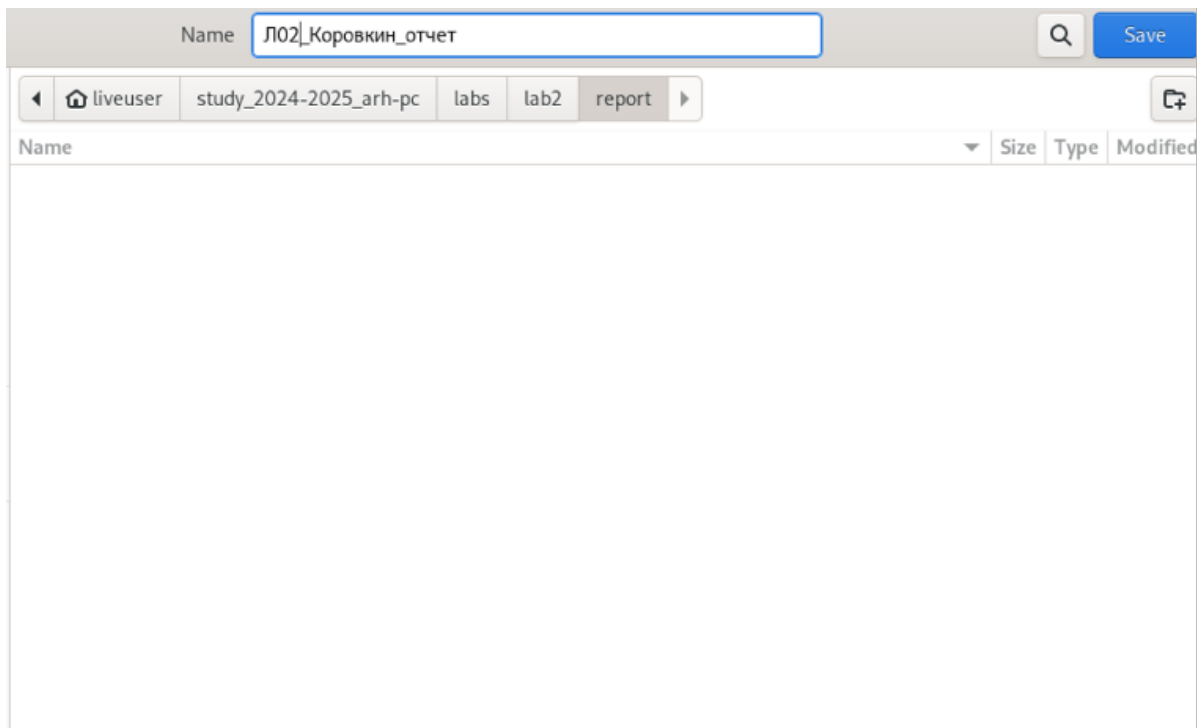 Name Л02_Коровкин_отчет Save
liveuser study_2024-2025_arh-pc labs lab2 report
Name Size Type Modified